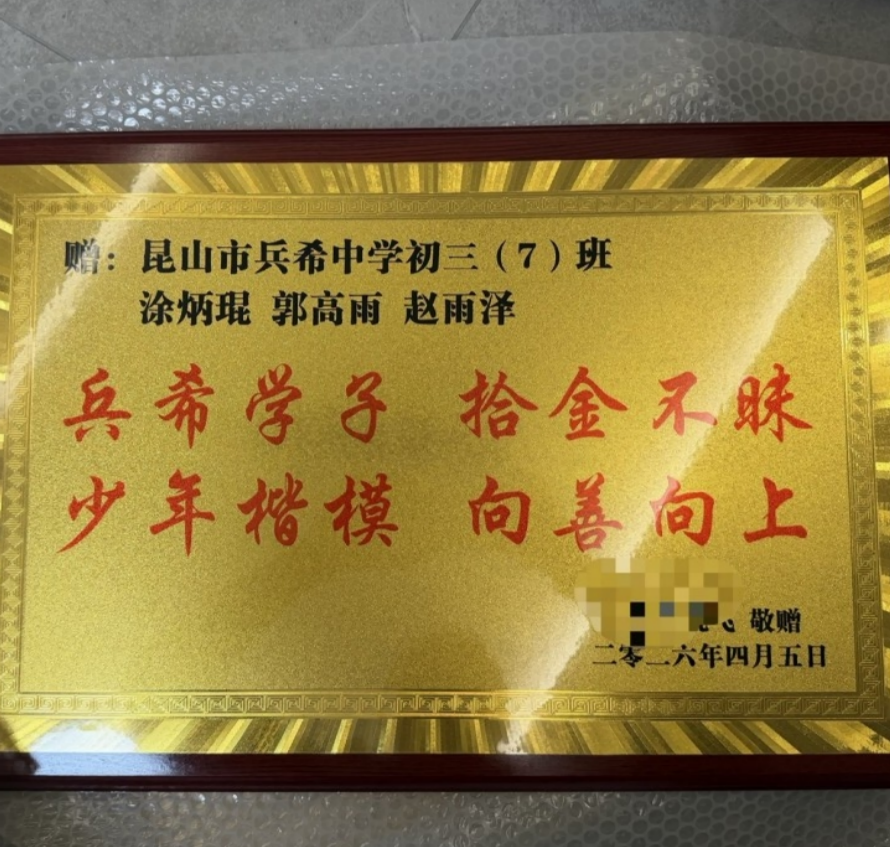 赠：昆山市兵希中学初三（7）班
涂炳琨 郭高雨 赵雨泽
兵希学子 拾金不昧
少年楷模 向善向上
敬赠
二零二六年四月五日